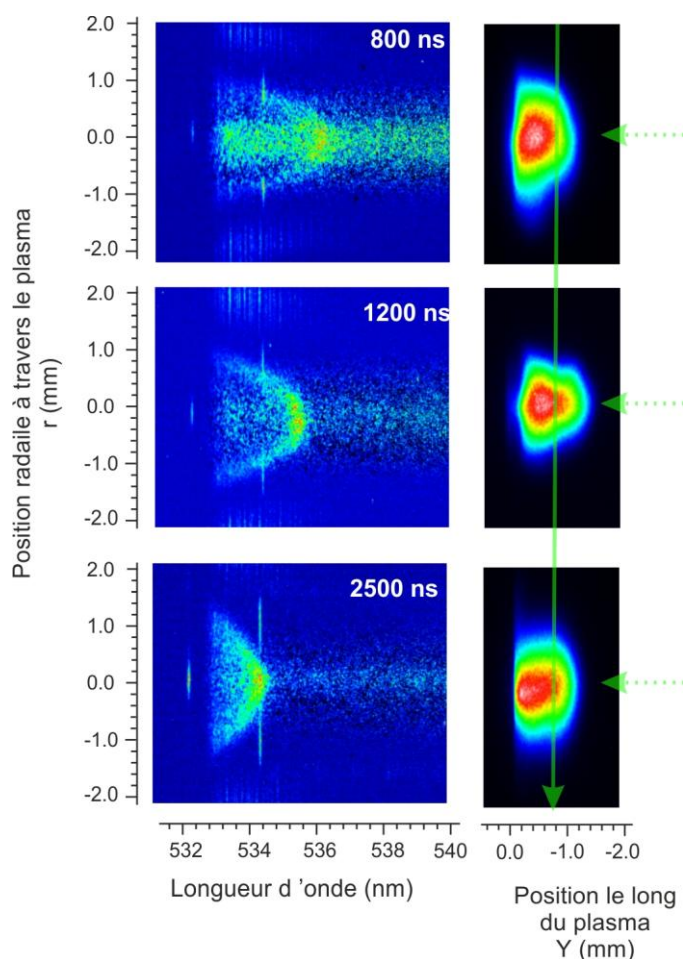 2.0
1.0
0.0
-1.0
-2.0
800 ns
2.0
1.0
0.0
-1.0
-2.0
1200 ns
2.0
1.0
0.0
-1.0
-2.0
2500 ns
Position radaile à travers le plasma
r (mm)
532 534 536 538 540
Longueur d 'onde (nm)
0.0 -1.0 -2.0
Position le long
du plasma
Y (mm)